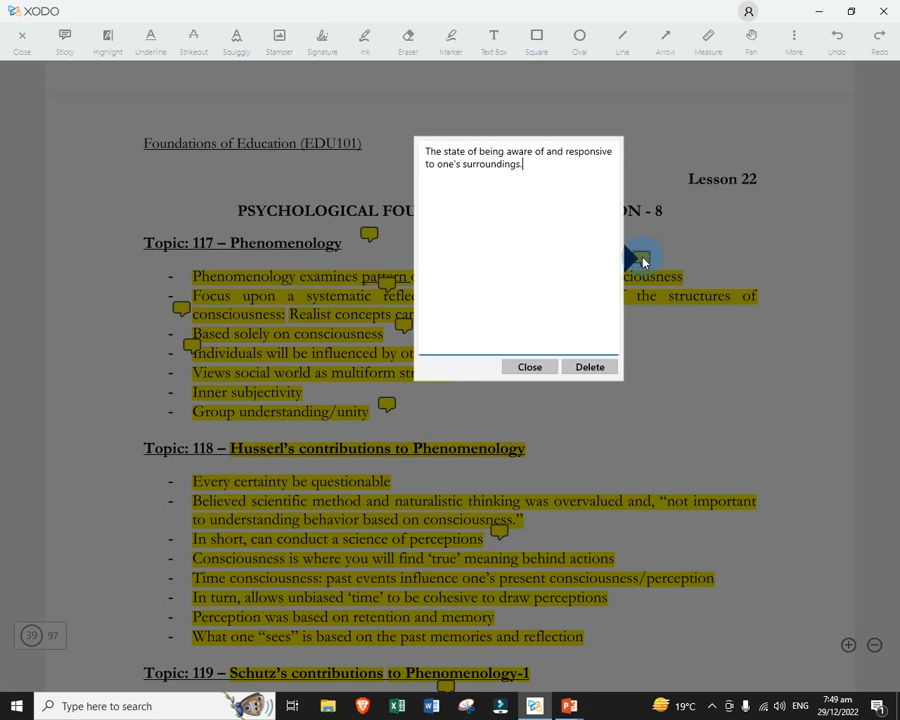 XODO
Close Sticky Highlight Underline Strikeout Squiggly Stamper Signature Ink Eraser Marker Text Box Square Oval Line Arrow Measure Pan More Undo Redo
Foundations of Education (EDU101)
The state of being aware of and responsive
to one's surroundings.
Close Delete
Lesson 22
PSYCHOLOGICAL FOU ON - 8
Topic: 117 – Phenomenology
- Phenomenology examines pattern ciousness
- Focus upon a systematic refle the structures of
consciousness: Realist concepts ca
- Based solely on consciousness
- Individuals will be influenced by ot
- Views social world as multiform str
- Inner subjectivity
- Group understanding/unity
Topic: 118 – Husserl’s contributions to Phenomenology
- Every certainty be questionable
- Believed scientific method and naturalistic thinking was overvalued and, “not important
to understanding behavior based on consciousness.”
- In short, can conduct a science of perceptions
- Consciousness is where you will find ‘true’ meaning behind actions
- Time consciousness: past events influence one’s present consciousness/perception
- In turn, allows unbiased ‘time’ to be cohesive to draw perceptions
- Perception was based on retention and memory
- What one “sees” is based on the past memories and reflection
39 97
Topic: 119 – Schutz’s contributions to Phenomenology-1
Type here to search
19°C
ENG
7:49 am
29/12/2022
1